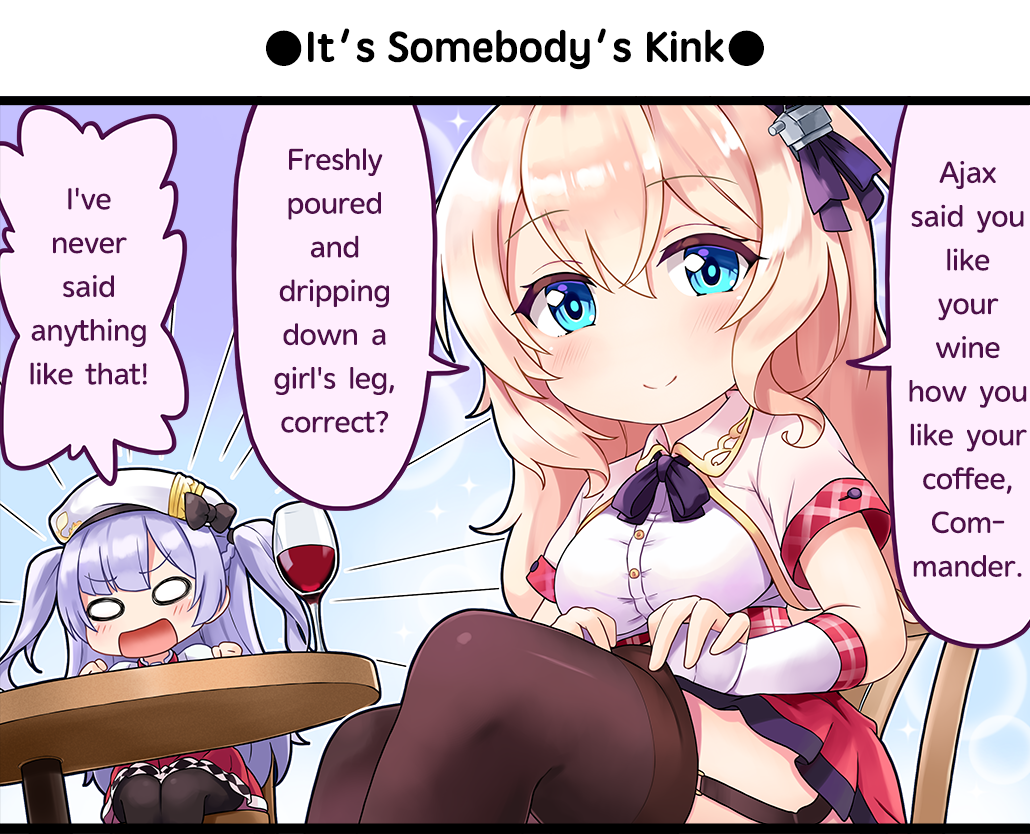 ●It's Somebody's Kink●
Ajax
said you
like
your
wine
how you
like your
coffee,
Com-
mander.
Freshly
poured
and
dripping
down a
girl's leg,
correct?
I've
never
said
anything
like that!